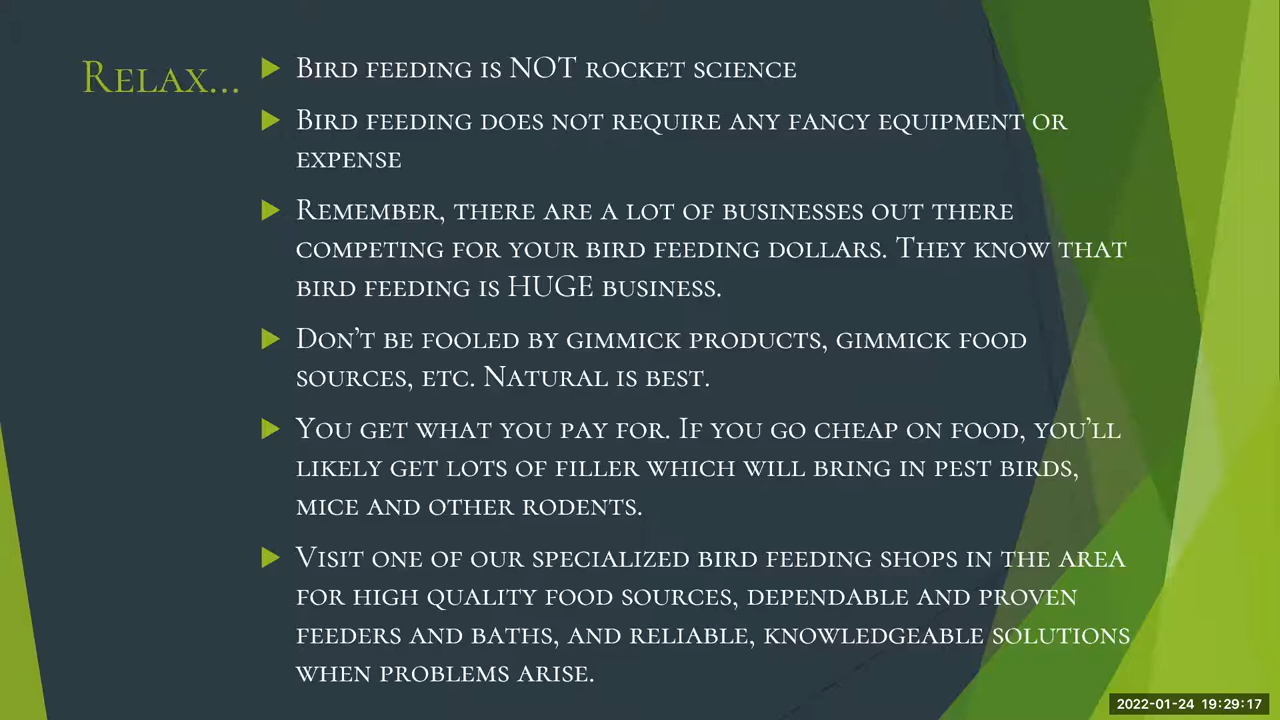 Relax...
Bird feeding is NOT rocket science
Bird feeding does not require any fancy equipment or
expense
Remember, there are a lot of businesses out there
competing for your bird feeding dollars. They know that
bird feeding is HUGE business.
Don’t be fooled by gimmick products, gimmick food
sources, etc. Natural is best.
You get what you pay for. If you go cheap on food, you’ll
likely get lots of filler which will bring in pest birds,
mice and other rodents.
Visit one of our specialized bird feeding shops in the area
for high quality food sources, dependable and proven
feeders and baths, and reliable, knowledgeable solutions
when problems arise.
2022-01-24 19:29:17